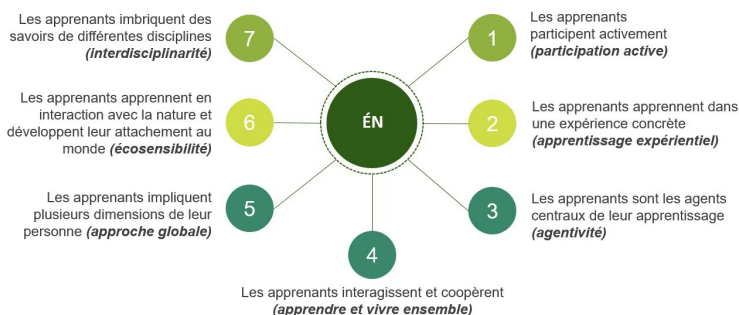 Les apprenants imbriquent des
savoirs de différentes disciplines
(interdisciplinarité)
7
Les apprenants
participent activement
(participation active)
1
Les apprenants apprennent en
interaction avec la nature et
développent leur attachement au
monde (écosensibilité)
6
ÉN
2
Les apprenants apprennent dans
une expérience concrète
(apprentissage expérientiel)
Les apprenants impliquent
plusieurs dimensions de leur
personne (approche globale)
5
3
Les apprenants sont les agents
centraux de leur apprentissage
(agentivité)
4
Les apprenants interagissent et coopèrent
(apprendre et vivre ensemble)